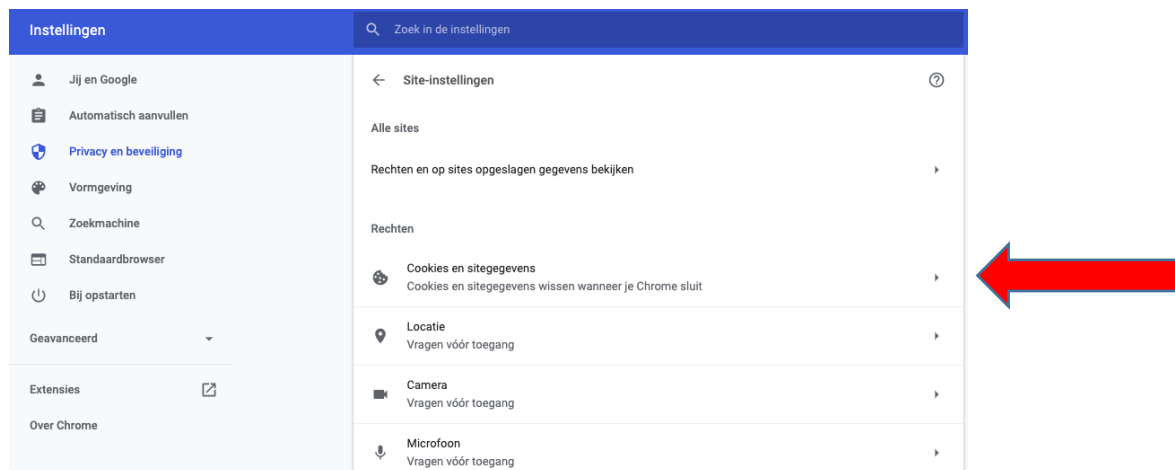 Instellingen
Zoek in de instellingen
Jij en Google
Automatisch aanvullen
Privacy en beveiliging
Vormgeving
Zoekmachine
Standaardbrowser
Bij opstarten
Geavanceerd
Extensies
Over Chrome
Site-instellingen
Alle sites
Rechten en op sites opgeslagen gegevens bekijken
Rechten
Cookies en sitegegevens
Cookies en sitegegevens wissen wanneer je Chrome sluit
Locatie
Vragen vóór toegang
Camera
Vragen vóór toegang
Microfoon
Vragen vóór toegang